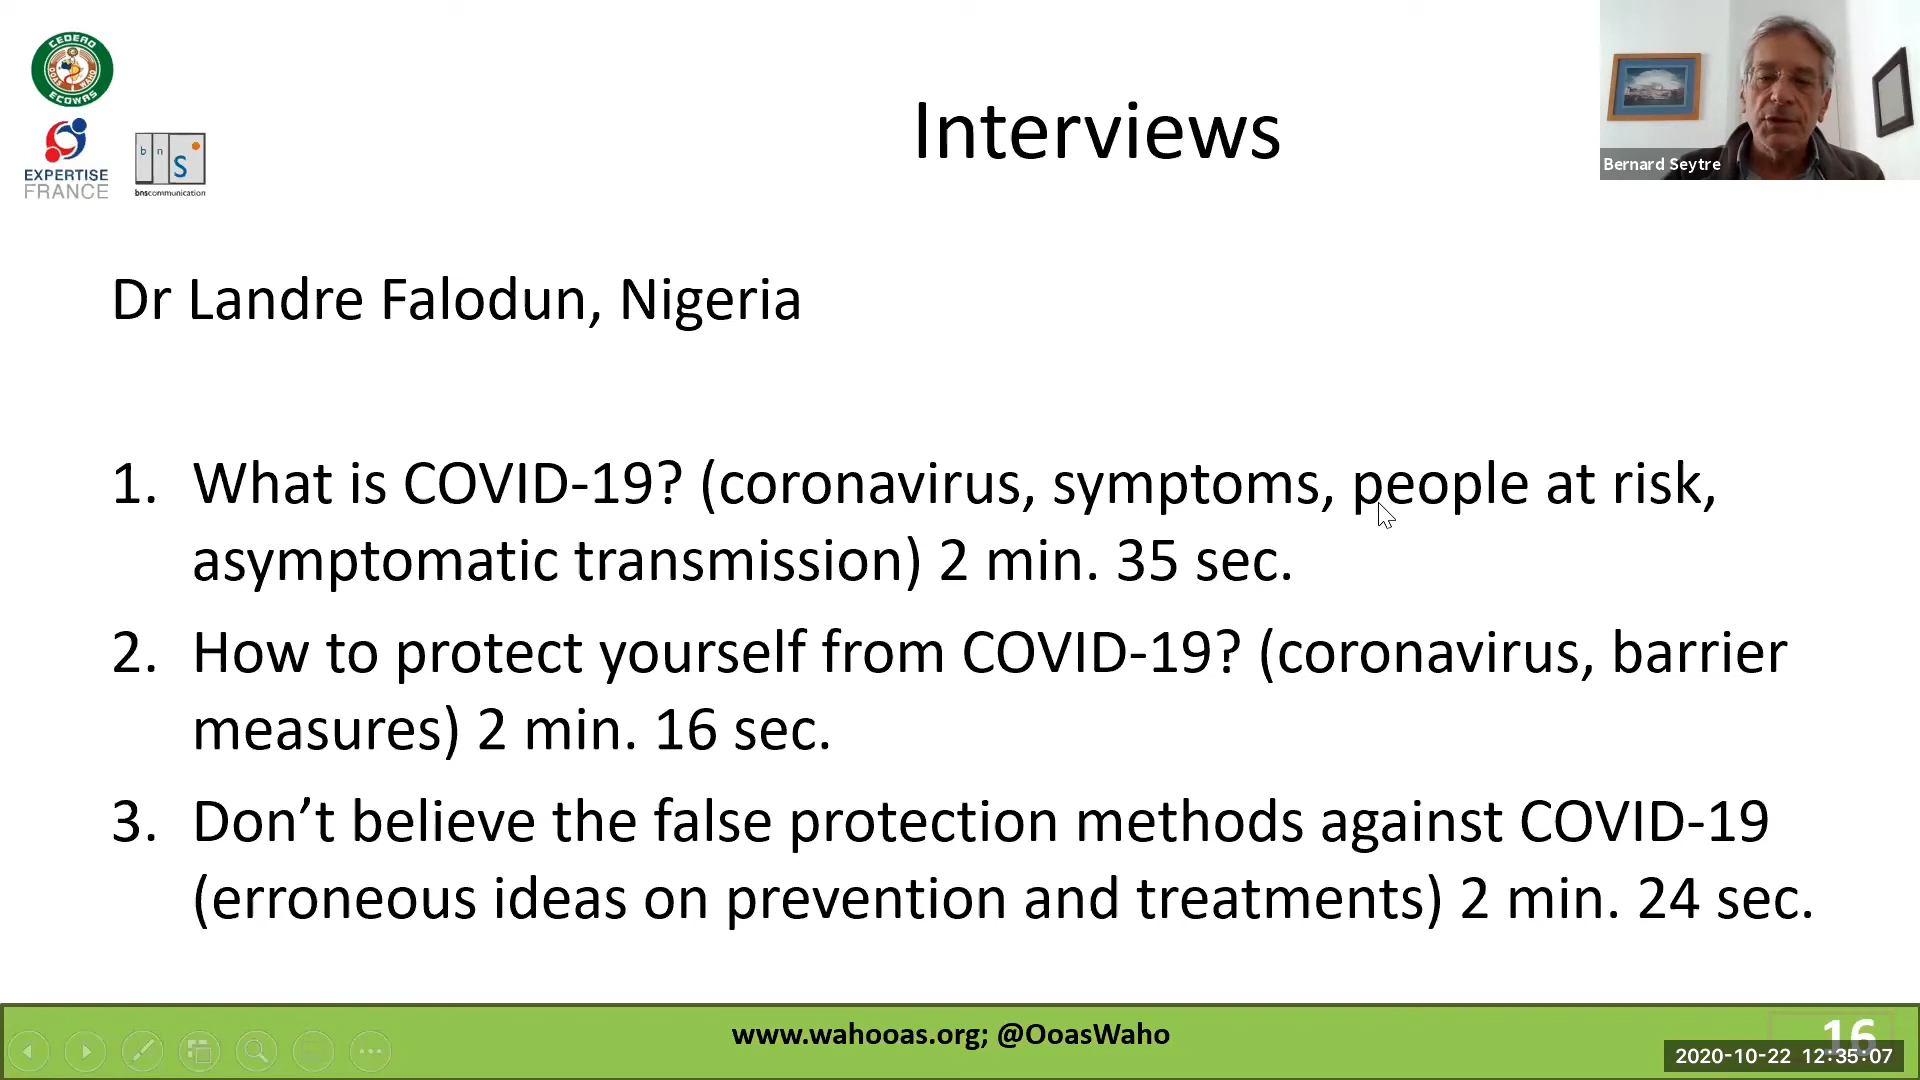 CEDEAO
OOAS WAHO
ECOWAS
EXPERTISE
FRANCE
b n s
bnscommunication
Interviews
Bernard Seytre
Dr Landre Falodun, Nigeria
1. What is COVID-19? (coronavirus, symptoms, people at risk,
asymptomatic transmission) 2 min. 35 sec.
2. How to protect yourself from COVID-19? (coronavirus, barrier
measures) 2 min. 16 sec.
3. Don’t believe the false protection methods against COVID-19
(erroneous ideas on prevention and treatments) 2 min. 24 sec.
www.wahooas.org; @OoasWaho
16
2020-10-22 12:35:07